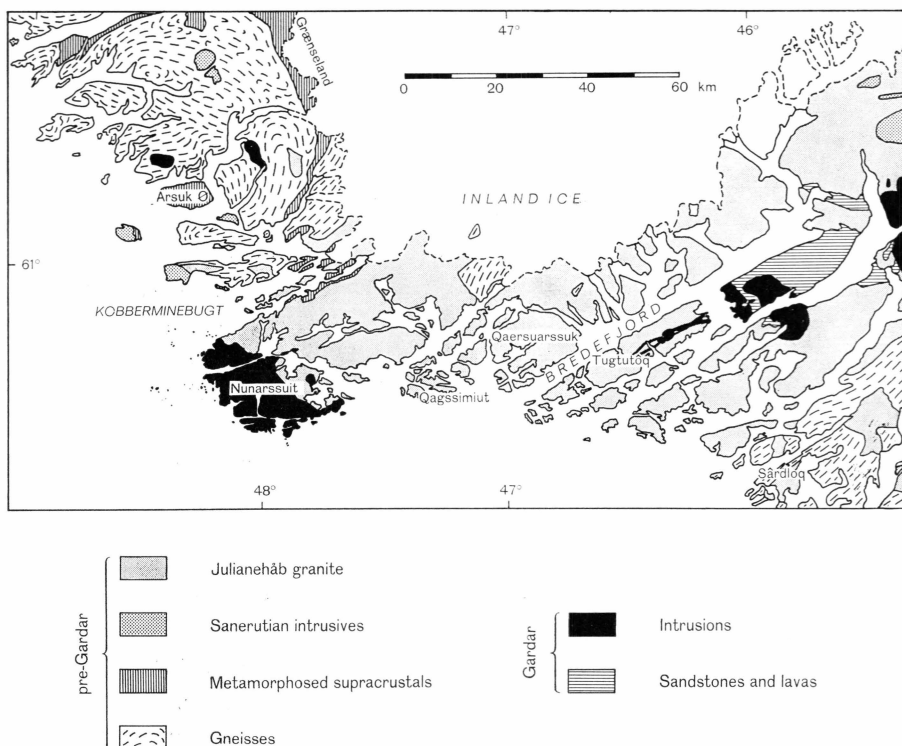 47° 46°
Grænseland
0 20 40 60 km
Arsuk Ø
INLAND ICE
61°
KOBBERMINEBUGT
Qaersuarssuk
BREDEFJORD
Tugtutôq
Nunarssuit
Qagssimiut
Sârdloq
48° 47°
pre-Gardar
Julianehåb granite
Sanerutian intrusives
Metamorphosed supracrustals
Gneisses
Gardar
Intrusions
Sandstones and lavas